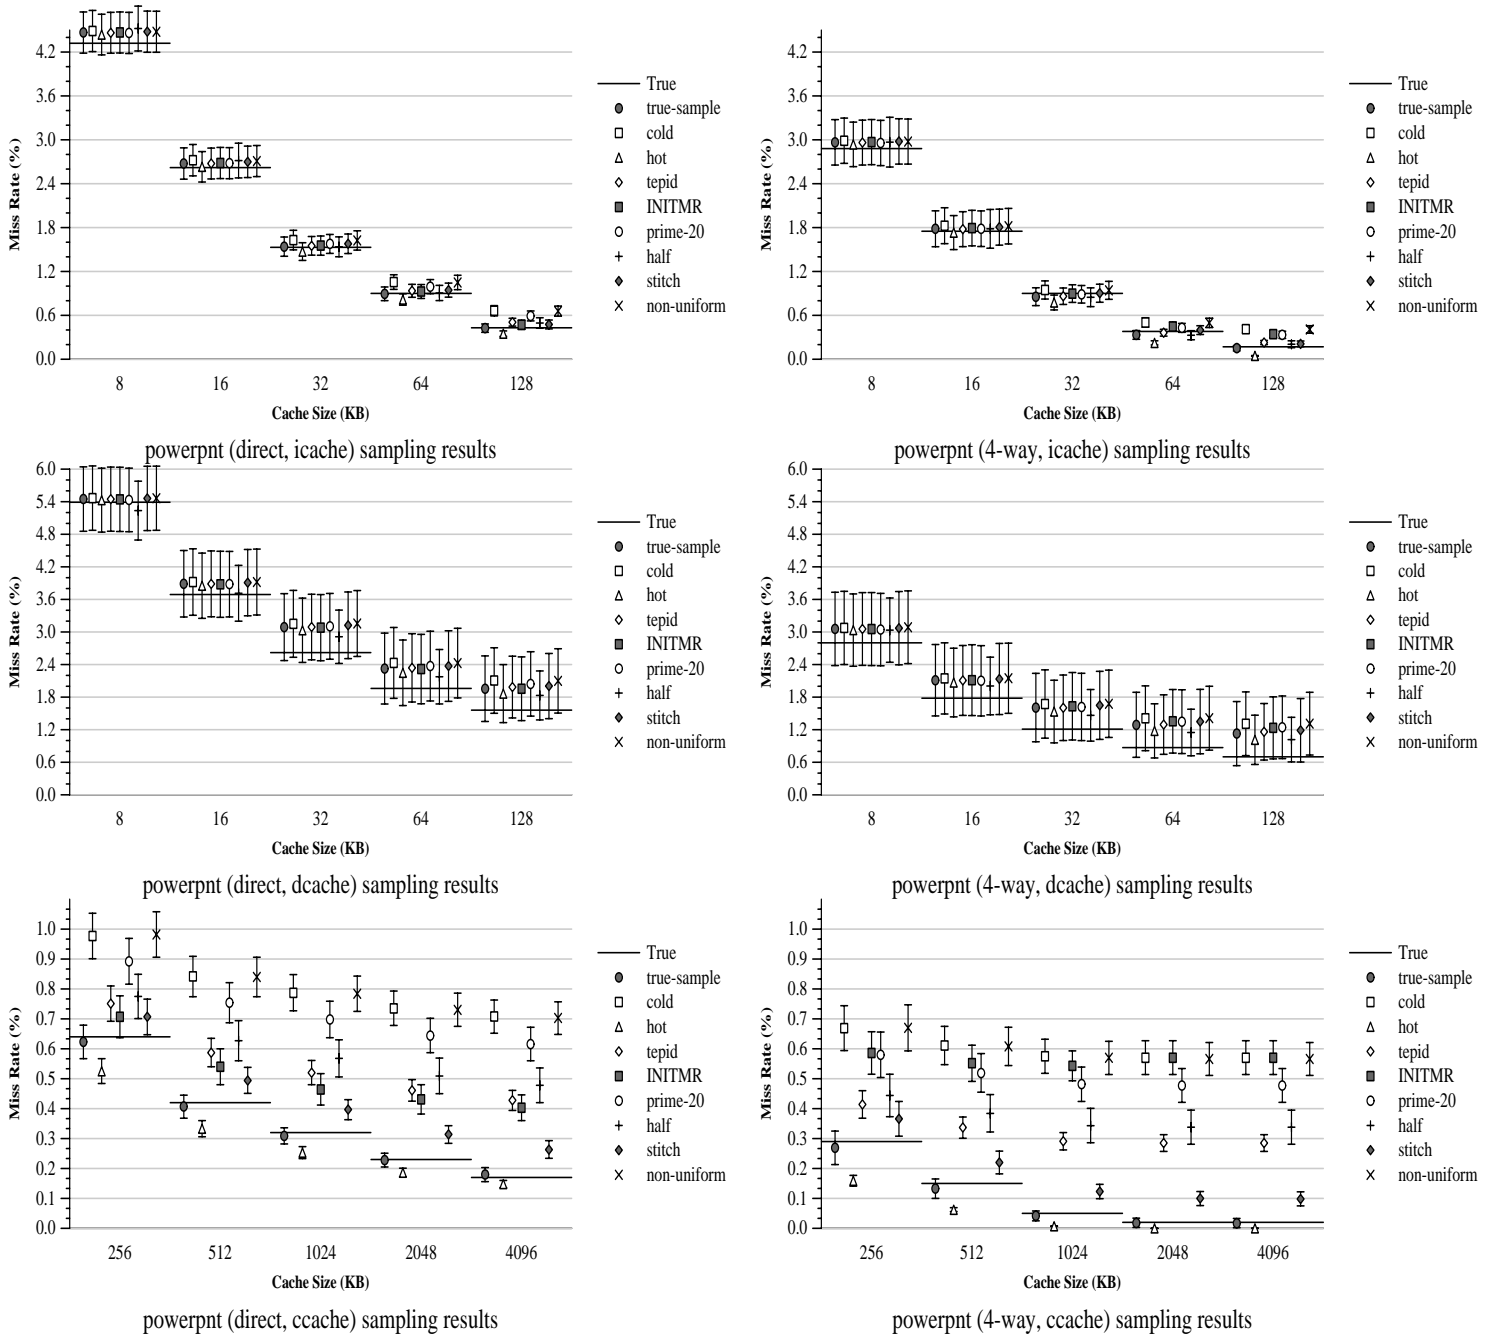 4.2
3.6
3.0
2.4
1.8
1.2
0.6
0.0
Miss Rate (%)
8 16 32 64 128
Cache Size (KB)
True
true-sample
cold
hot
tepid
INITMR
prime-20
half
stitch
non-uniform
powerpnt (direct, icache) sampling results
4.2
3.6
3.0
2.4
1.8
1.2
0.6
0.0
Miss Rate (%)
8 16 32 64 128
Cache Size (KB)
True
true-sample
cold
hot
tepid
INITMR
prime-20
half
stitch
non-uniform
powerpnt (4-way, icache) sampling results
6.0
5.4
4.8
4.2
3.6
3.0
2.4
1.8
1.2
0.6
0.0
Miss Rate (%)
8 16 32 64 128
Cache Size (KB)
True
true-sample
cold
hot
tepid
INITMR
prime-20
half
stitch
non-uniform
powerpnt (direct, dcache) sampling results
6.0
5.4
4.8
4.2
3.6
3.0
2.4
1.8
1.2
0.6
0.0
Miss Rate (%)
8 16 32 64 128
Cache Size (KB)
True
true-sample
cold
hot
tepid
INITMR
prime-20
half
stitch
non-uniform
powerpnt (4-way, dcache) sampling results
1.0
0.9
0.8
0.7
0.6
0.5
0.4
0.3
0.2
0.1
0.0
Miss Rate (%)
256 512 1024 2048 4096
Cache Size (KB)
True
true-sample
cold
hot
tepid
INITMR
prime-20
half
stitch
non-uniform
powerpnt (direct, ccache) sampling results
1.0
0.9
0.8
0.7
0.6
0.5
0.4
0.3
0.2
0.1
0.0
Miss Rate (%)
256 512 1024 2048 4096
Cache Size (KB)
True
true-sample
cold
hot
tepid
INITMR
prime-20
half
stitch
non-uniform
powerpnt (4-way, ccache) sampling results